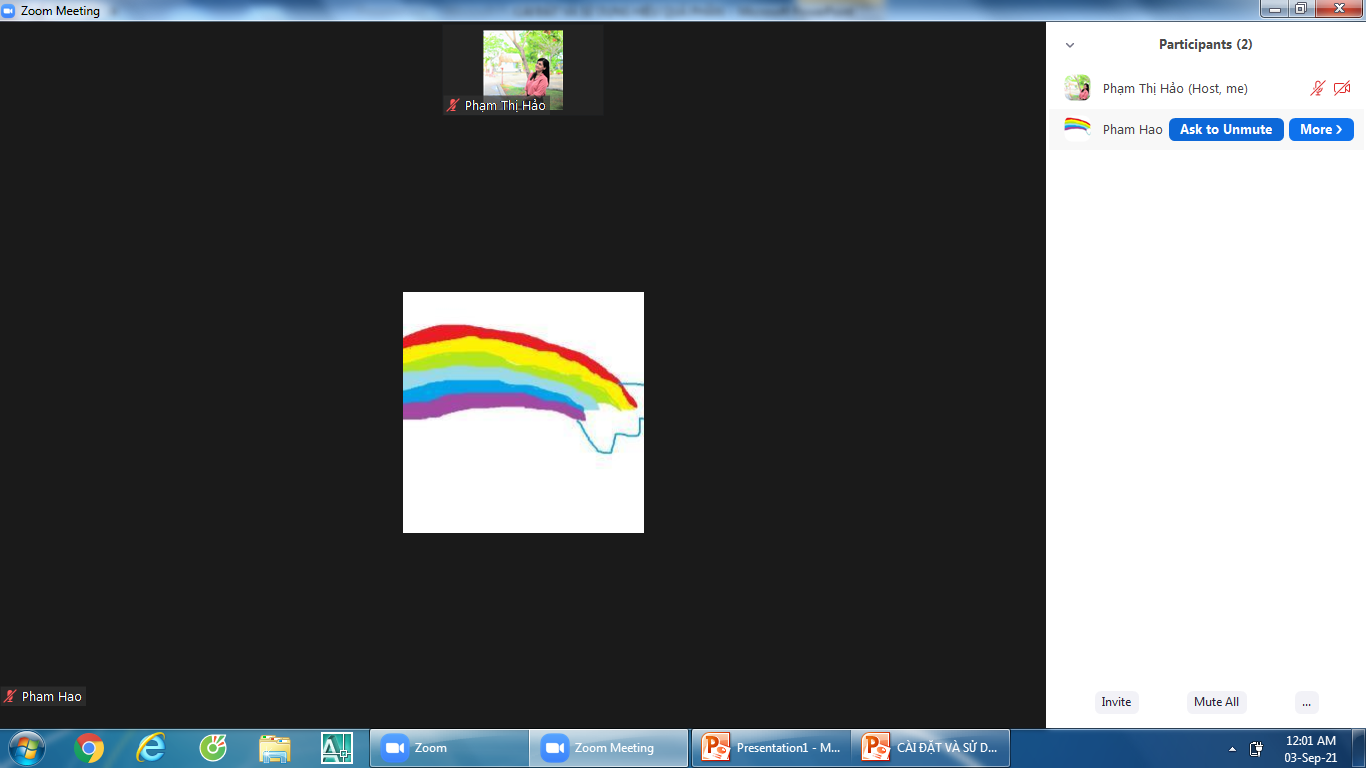 Zoom Meeting
Phạm Thị Hảo
Participants (2)
Phạm Thị Hảo (Host, me)
Pham Hao
Ask to Unmute
More
Pham Hao
Invite
Mute All
...
Zoom
Zoom Meeting
Presentation1 - M...
CÀI ĐẶT VÀ SỬ D...
12:01 AM
03-Sep-21